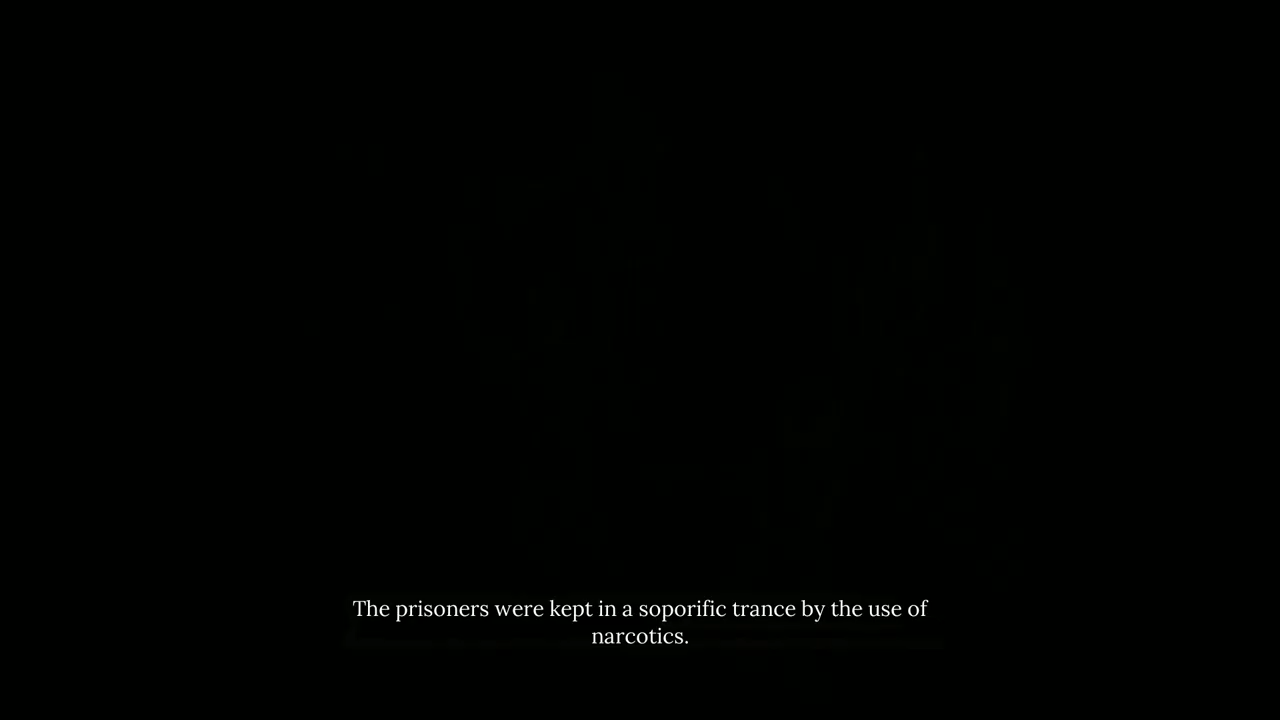 The prisoners were kept in a soporific trance by the use of
narcotics.